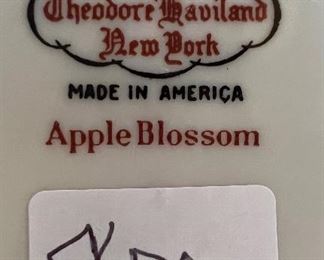 Theodore Haviland
New York
MADE IN AMERICA
Apple Blossom